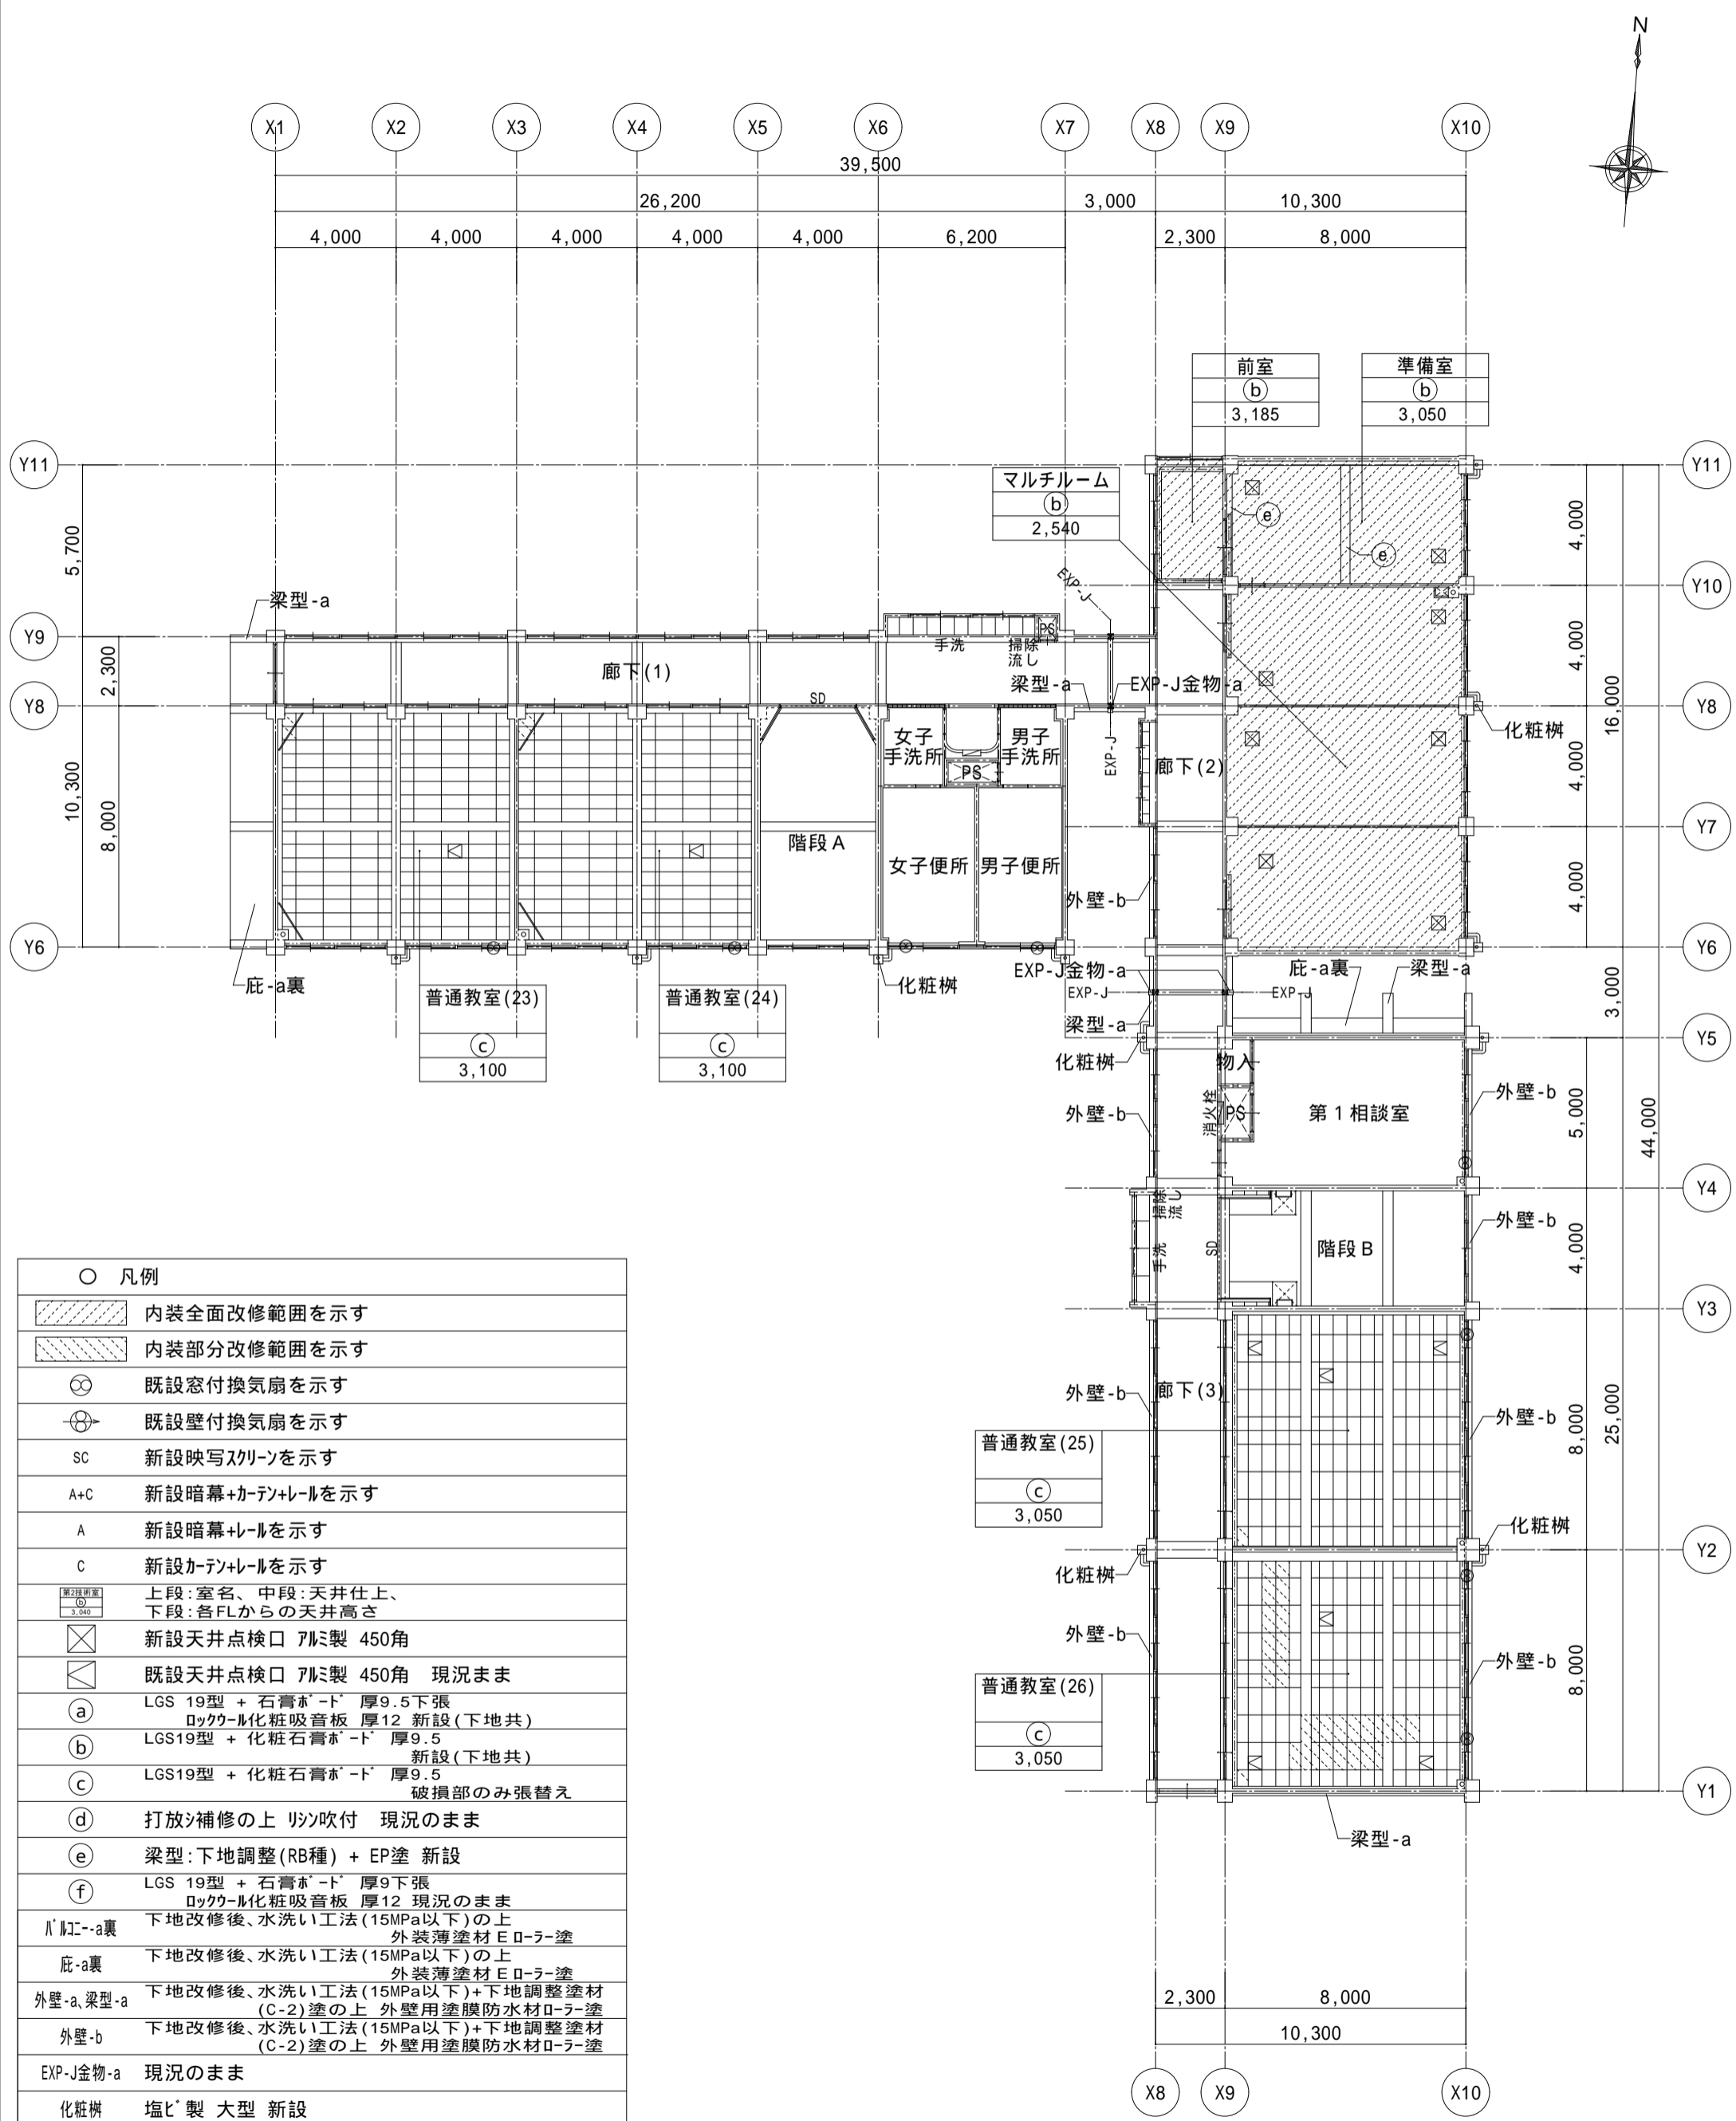 N
X1 X2 X3 X4 X5 X6 X7 X8 X9 X10
39,500
26,200 3,000 10,300
4,000 4,000 4,000 4,000 4,000 6,200 2,300 8,000
前室
ⓑ
3,185
準備室
ⓑ
3,050
Y11 Y11
マルチルーム
ⓑ
2,540
ⓔ
ⓔ
5,700
4,000
Y10
EXP-J
梁型-a
Y9
PS
手洗
掃除
流し
廊下(1)
2,300
4,000
16,000
梁型-a
EXP-J金物-a
Y8 Y8
SD
化粧桝
女子
手洗所
男子
手洗所
PS
EXP-J
廊下(2)
4,000
10,300
8,000
Y7
階段A
女子便所
男子便所
外壁-b
4,000
Y6 Y6
庇-a裏
化粧桝
普通教室(23)
ⓒ
3,100
普通教室(24)
ⓒ
3,100
EXP-J金物-a
EXP-J
EXP-J
庇-a裏
梁型-a
3,000
梁型-a
Y5
化粧桝
物入
外壁-b
消火栓
PS
第1相談室
外壁-b
5,000
44,000
Y4
掃除
流し
手洗
SD
階段B
外壁-b
4,000
Y3
外壁-b
廊下(3)
外壁-b
8,000
25,000
普通教室(25)
ⓒ
3,050
化粧桝
化粧桝
Y2
外壁-b
外壁-b
8,000
普通教室(26)
ⓒ
3,050
Y1
梁型-a
2,300 8,000
10,300
X8 X9 X10
○ 凡例
内装全面改修範囲を示す
内装部分改修範囲を示す
既設窓付換気扇を示す
既設壁付換気扇を示す
SC 新設映写スクリーンを示す
A+C 新設暗幕+カーテン+レールを示す
A 新設暗幕+レールを示す
C 新設カーテン+レールを示す
第2技術室
ⓑ
3,040
上段:室名、中段:天井仕上、
下段:各FLからの天井高さ
新設天井点検口 アルミ製 450角
既設天井点検口 アルミ製 450角 現況まま
ⓐ LGS 19型 + 石膏ボード 厚9.5下張
ロックウール化粧吸音板 厚12 新設(下地共)
ⓑ LGS19型 + 化粧石膏ボード 厚9.5
新設(下地共)
ⓒ LGS19型 + 化粧石膏ボード 厚9.5
破損部のみ張替え
ⓓ 打放シ補修の上 リシン吹付 現況のまま
ⓔ 梁型:下地調整(RB種) + EP塗 新設
ⓕ LGS 19型 + 石膏ボード 厚9下張
ロックウール化粧吸音板 厚12 現況のまま
バルコニー-a裏 下地改修後、水洗い工法(15MPa以下)の上
外装薄塗材Eローラー塗
庇-a裏 下地改修後、水洗い工法(15MPa以下)の上
外装薄塗材Eローラー塗
外壁-a、梁型-a 下地改修後、水洗い工法(15MPa以下)+下地調整塗材
(C-2)塗の上 外壁用塗膜防水材ローラー塗
外壁-b 下地改修後、水洗い工法(15MPa以下)+下地調整塗材
(C-2)塗の上 外壁用塗膜防水材ローラー塗
EXP-J金物-a 現況のまま
化粧桝 塩ビ製 大型 新設